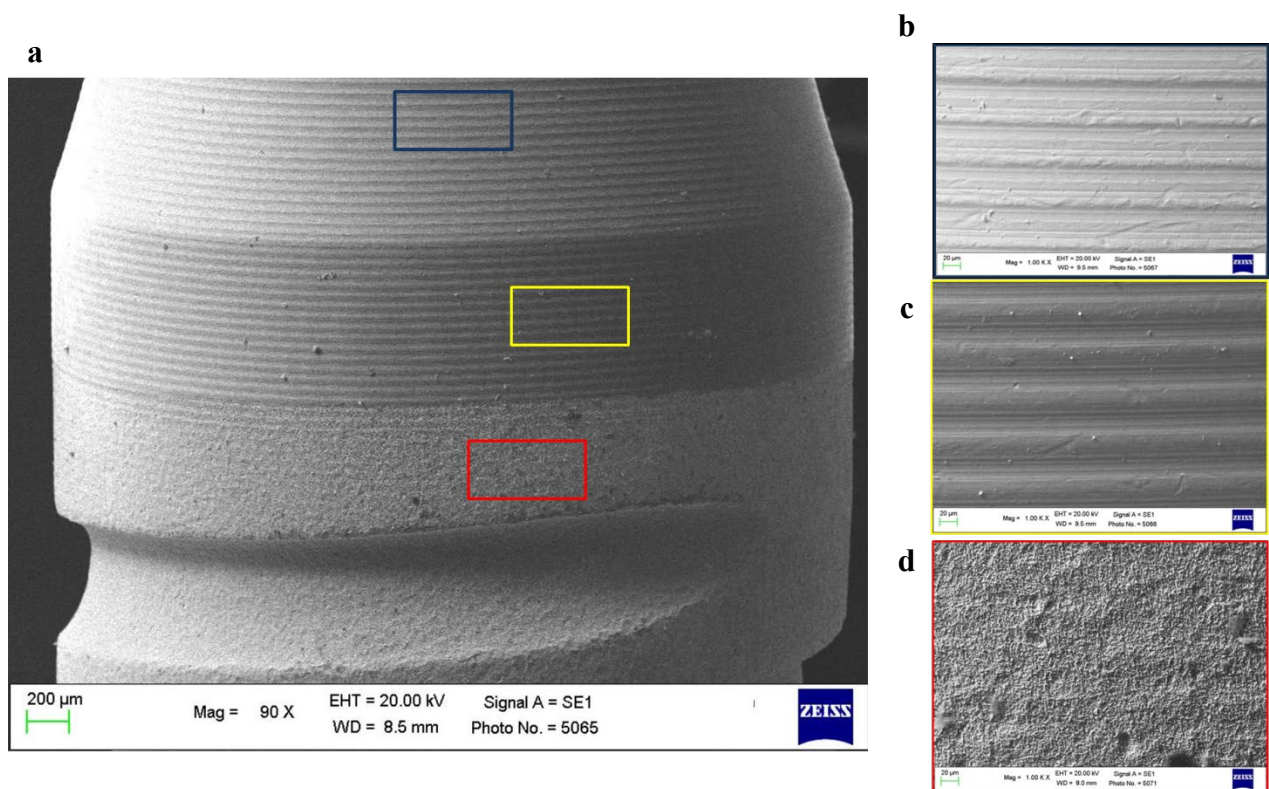 a
200 µm
Mag = 90 X
EHT = 20.00 kV
WD = 8.5 mm
Signal A = SE1
Photo No. = 5065
ZEISS
b
20 µm
Mag = 1.00 K X
EHT = 20.00 kV
WD = 9.5 mm
Signal A = SE1
Photo No. = 5067
ZEISS
c
20 µm
Mag = 1.00 K X
EHT = 20.00 kV
WD = 9.5 mm
Signal A = SE1
Photo No. = 5066
ZEISS
d
20 µm
Mag = 1.00 K X
EHT = 20.00 kV
WD = 8.0 mm
Signal A = SE1
Photo No. = 5071
ZEISS